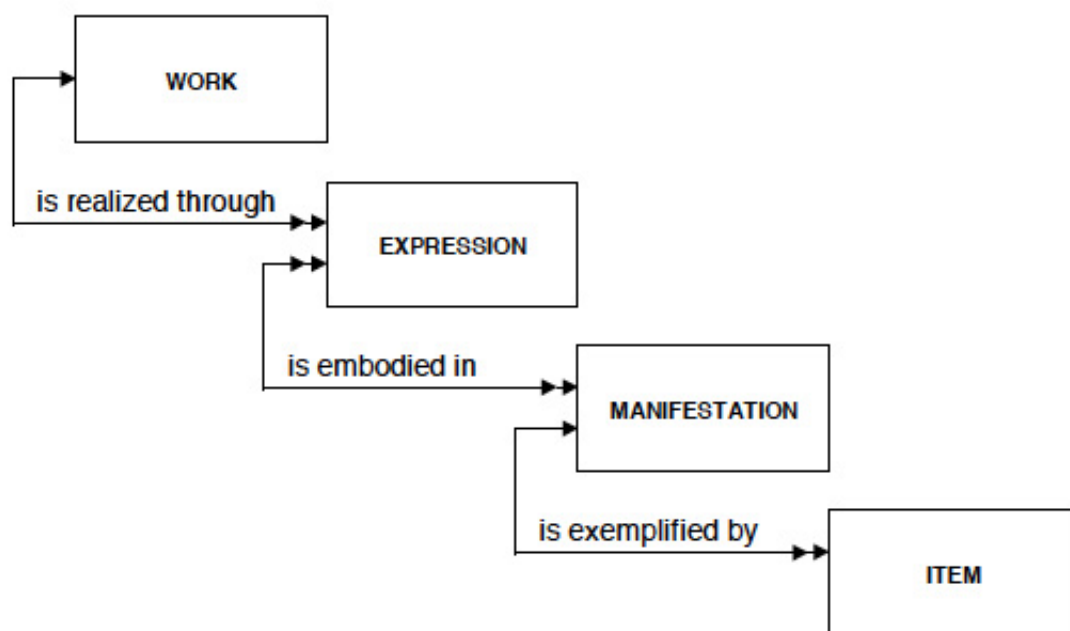 WORK
is realized through
EXPRESSION
is embodied in
MANIFESTATION
is exemplified by
ITEM